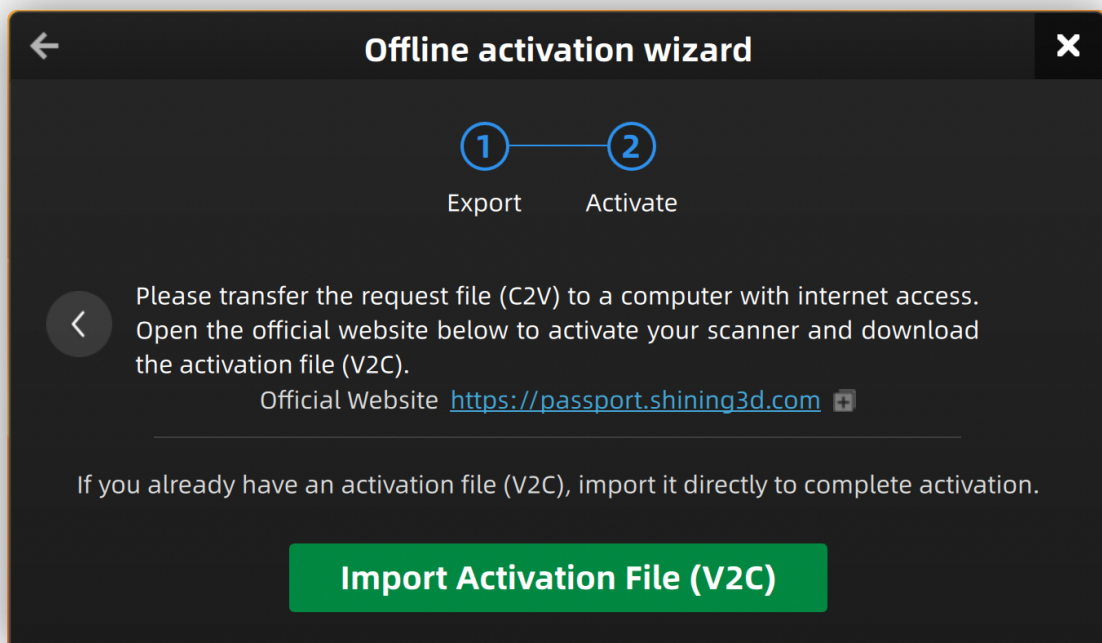 Offline activation wizard
1
2
Export
Activate
Please transfer the request file (C2V) to a computer with internet access.
Open the official website below to activate your scanner and download
the activation file (V2C).
Official Website https://passport.shining3d.com
If you already have an activation file (V2C), import it directly to complete activation.
Import Activation File (V2C)